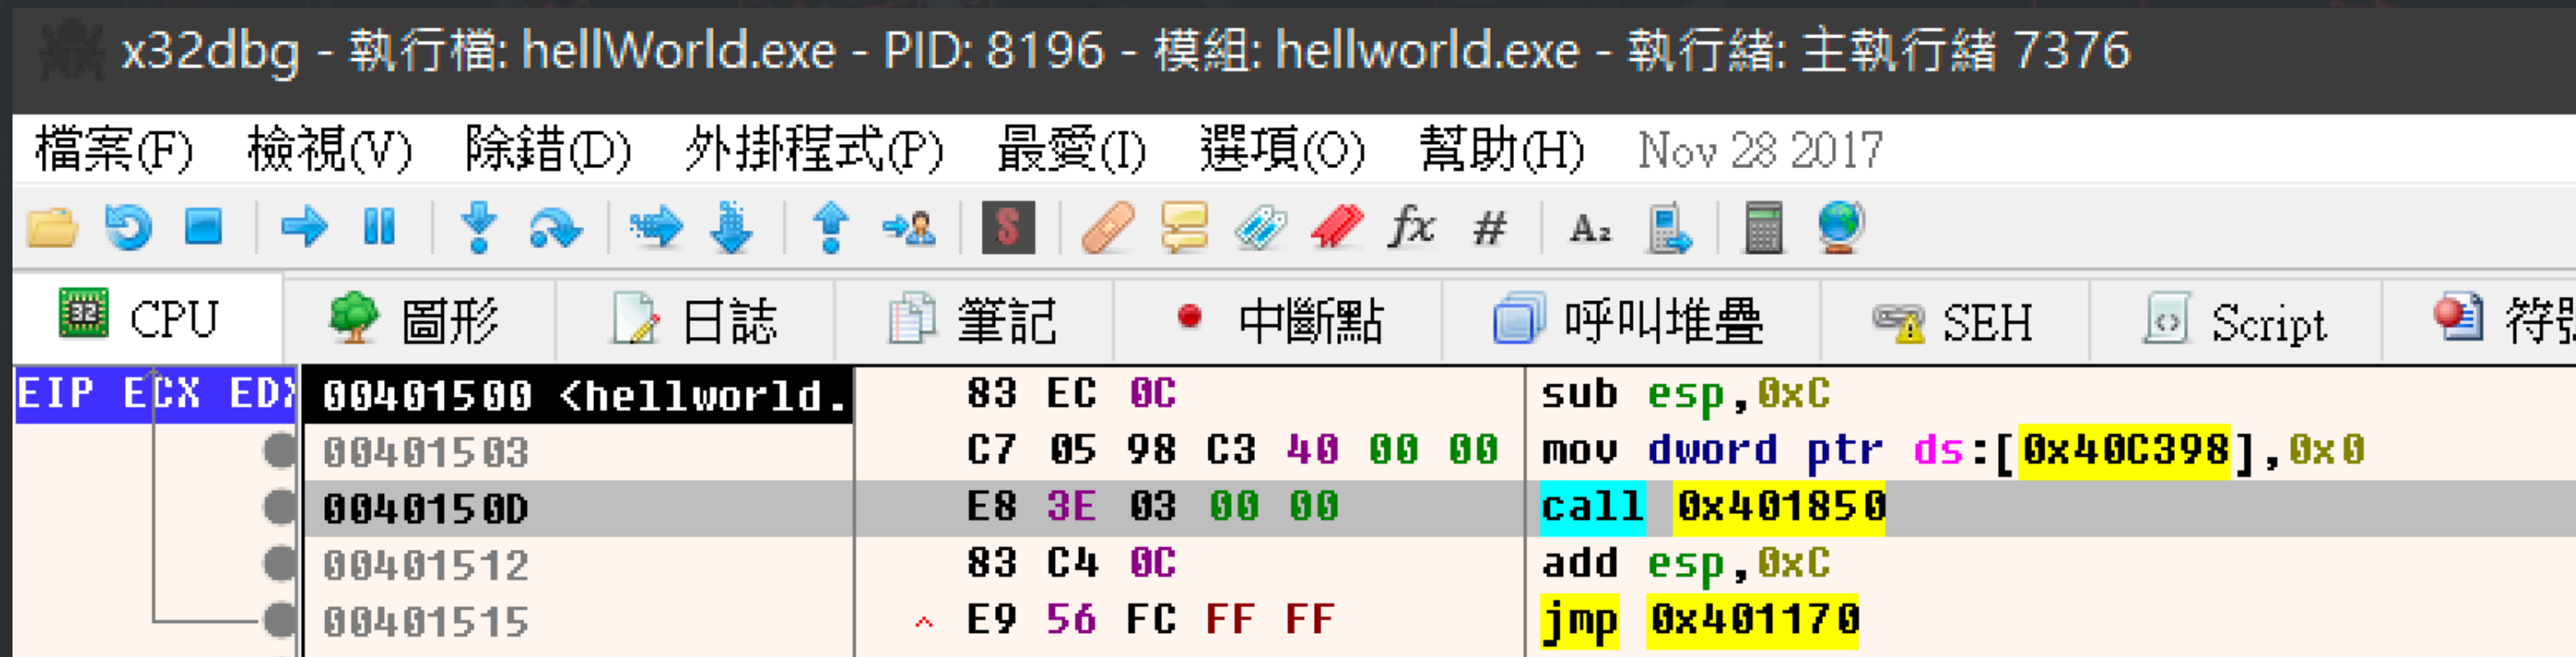 x32dbg - 執行檔: hellWorld.exe - PID: 8196 - 模組: hellworld.exe - 執行緒: 主執行緒 7376
檔案(F) 檢視(V) 除錯(D) 外掛程式(P) 最愛(I) 選項(O) 幫助(H) Nov 28 2017
S fx # Az
CPU 圖形 日誌 筆記 中斷點 呼叫堆疊 SEH Script
EIP ECX EDX 00401500 <hellworld. 83 EC 0C sub esp,0xC
00401503 C7 05 98 C3 40 00 00 mov dword ptr ds:[0x40C398],0x0
0040150D E8 3E 03 00 00 call 0x401850
00401512 83 C4 0C add esp,0xC
00401515 ^ E9 56 FC FF FF jmp 0x401170